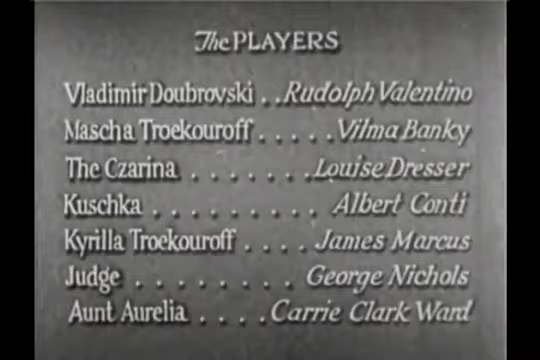 The PLAYERS
Vladimir Doubrovski . . Rudolph Valentino
Mascha Troekouroff . . . . . Vilma Banky
The Czarina . . . . . . . Louise Dresser
Kuschka . . . . . . . . . Albert Conti
Kyrilla Troekouroff . . . . James Marcus
Judge . . . . . . . . George Nichols
Aunt Aurelia . . . . Carrie Clark Ward